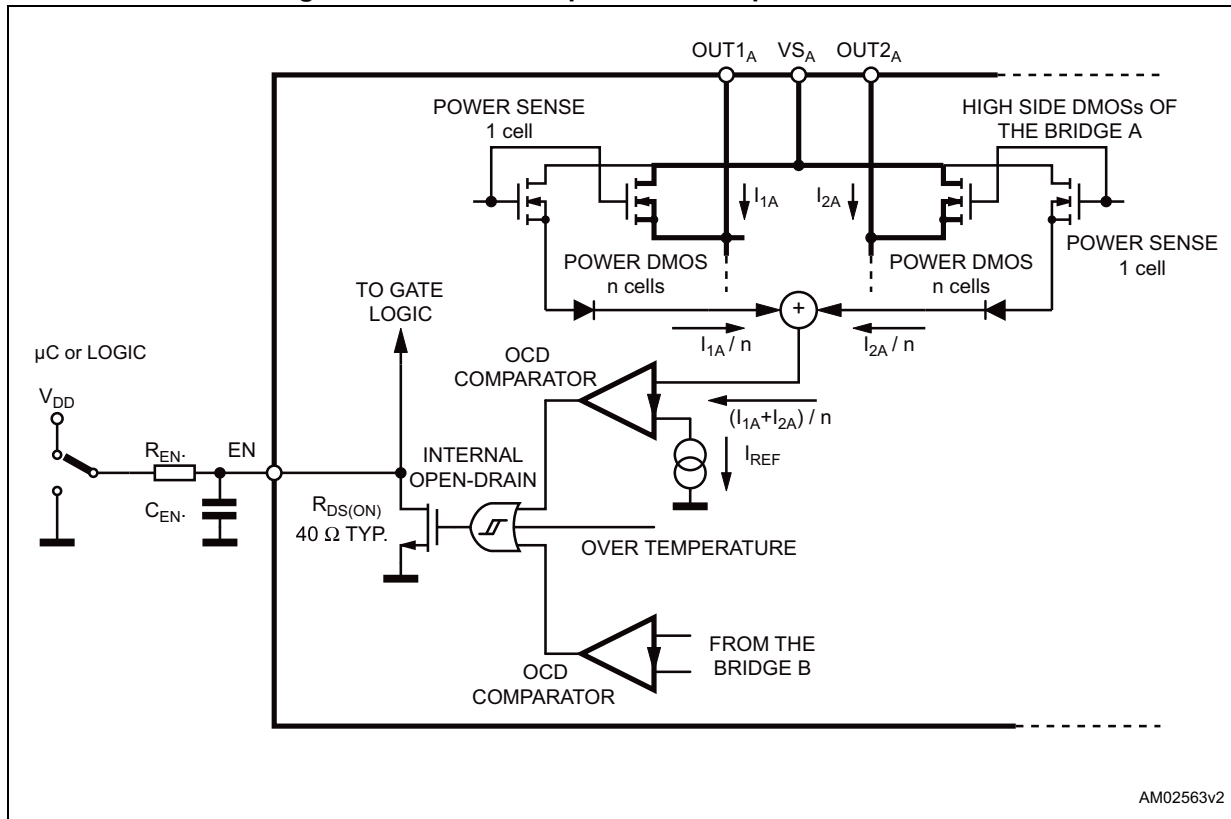 OUT1A VSA OUT2A
POWER SENSE
1 cell
HIGH SIDE DMOSs OF
THE BRIDGE A
I1A
I2A
POWER SENSE
1 cell
POWER DMOS
n cells
POWER DMOS
n cells
TO GATE
LOGIC
+
I1A / n
I2A / n
µC or LOGIC
OCD
COMPARATOR
VDD
(I1A+I2A) / n
REN.
EN
INTERNAL
OPEN-DRAIN
IREF
CEN.
RDS(ON)
40 Ω TYP.
OVER TEMPERATURE
FROM THE
BRIDGE B
OCD
COMPARATOR
AM02563v2